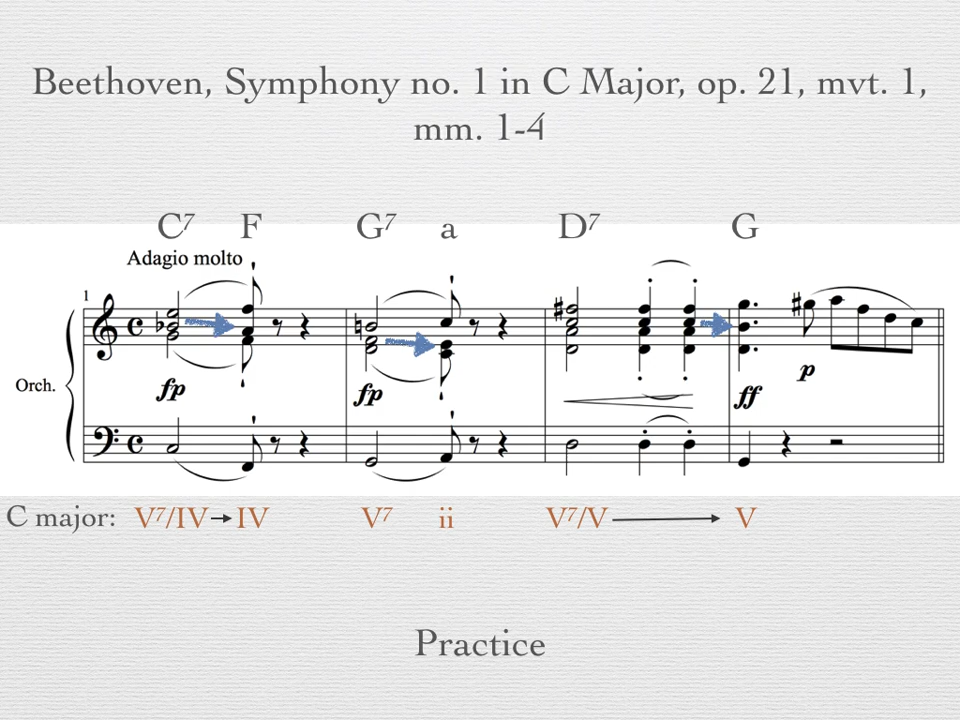 Beethoven, Symphony no. 1 in C Major, op. 21, mvt. 1,
mm. 1-4
C7 F G7 a D7 G
Adagio molto
1
Orch.
fp fp ff p
C major: V7/IV IV V7 ii V7/V V
Practice